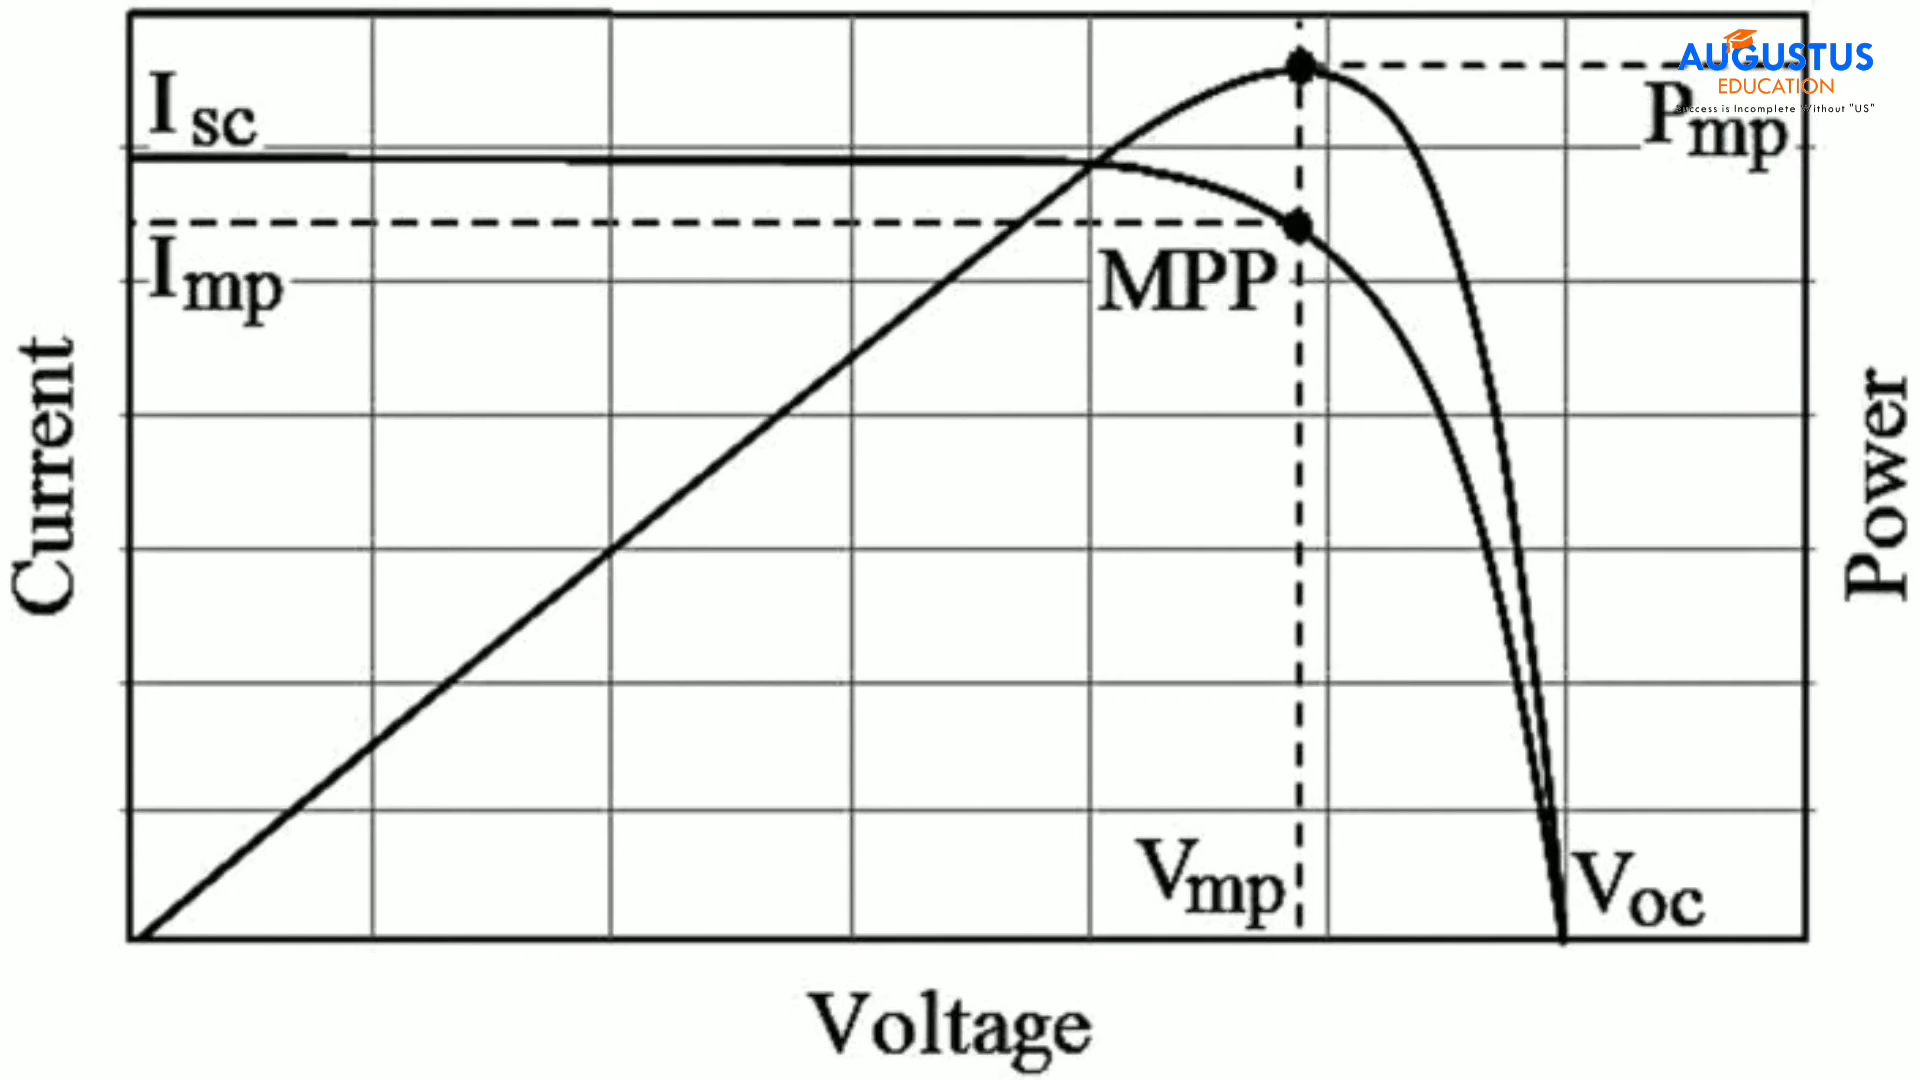 AUGUSTUS
EDUCATION
Success is Incomplete Without "US"
Isc
Pmp
Imp
MPP
Current
Power
Vmp
Voc
Voltage